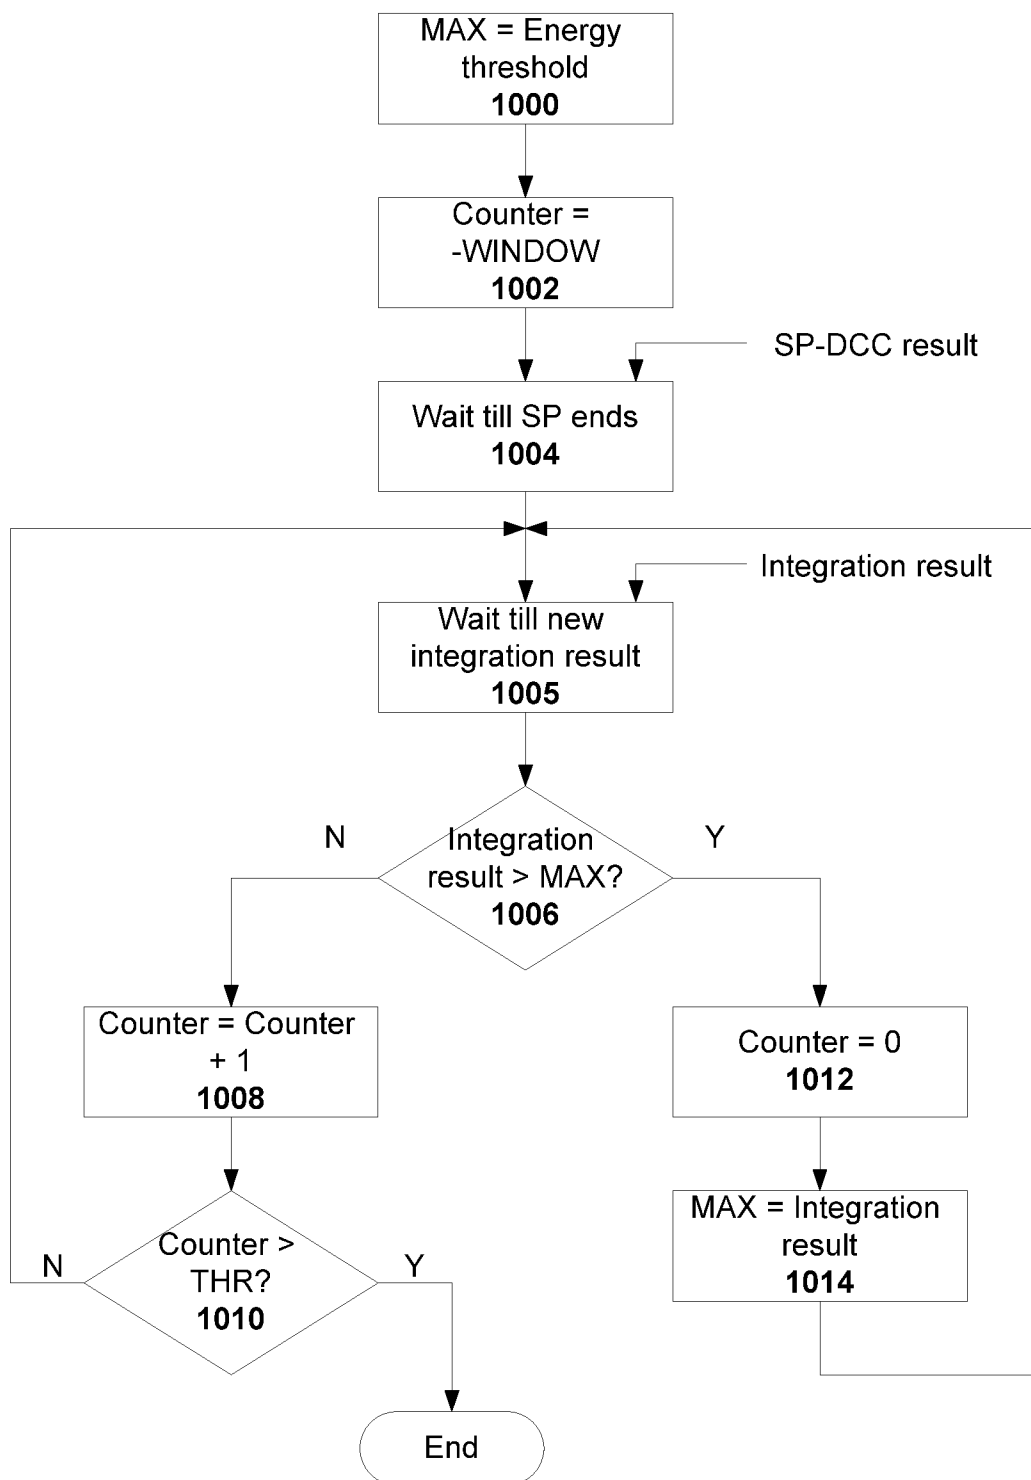 MAX = Energy
threshold
1000
Counter =
-WINDOW
1002
SP-DCC result
Wait till SP ends
1004
Integration result
Wait till new
integration result
1005
N
Y
Integration
result > MAX?
1006
Counter = Counter
+ 1
1008
Counter = 0
1012
MAX = Integration
result
1014
N
Counter >
THR?
1010
Y
End